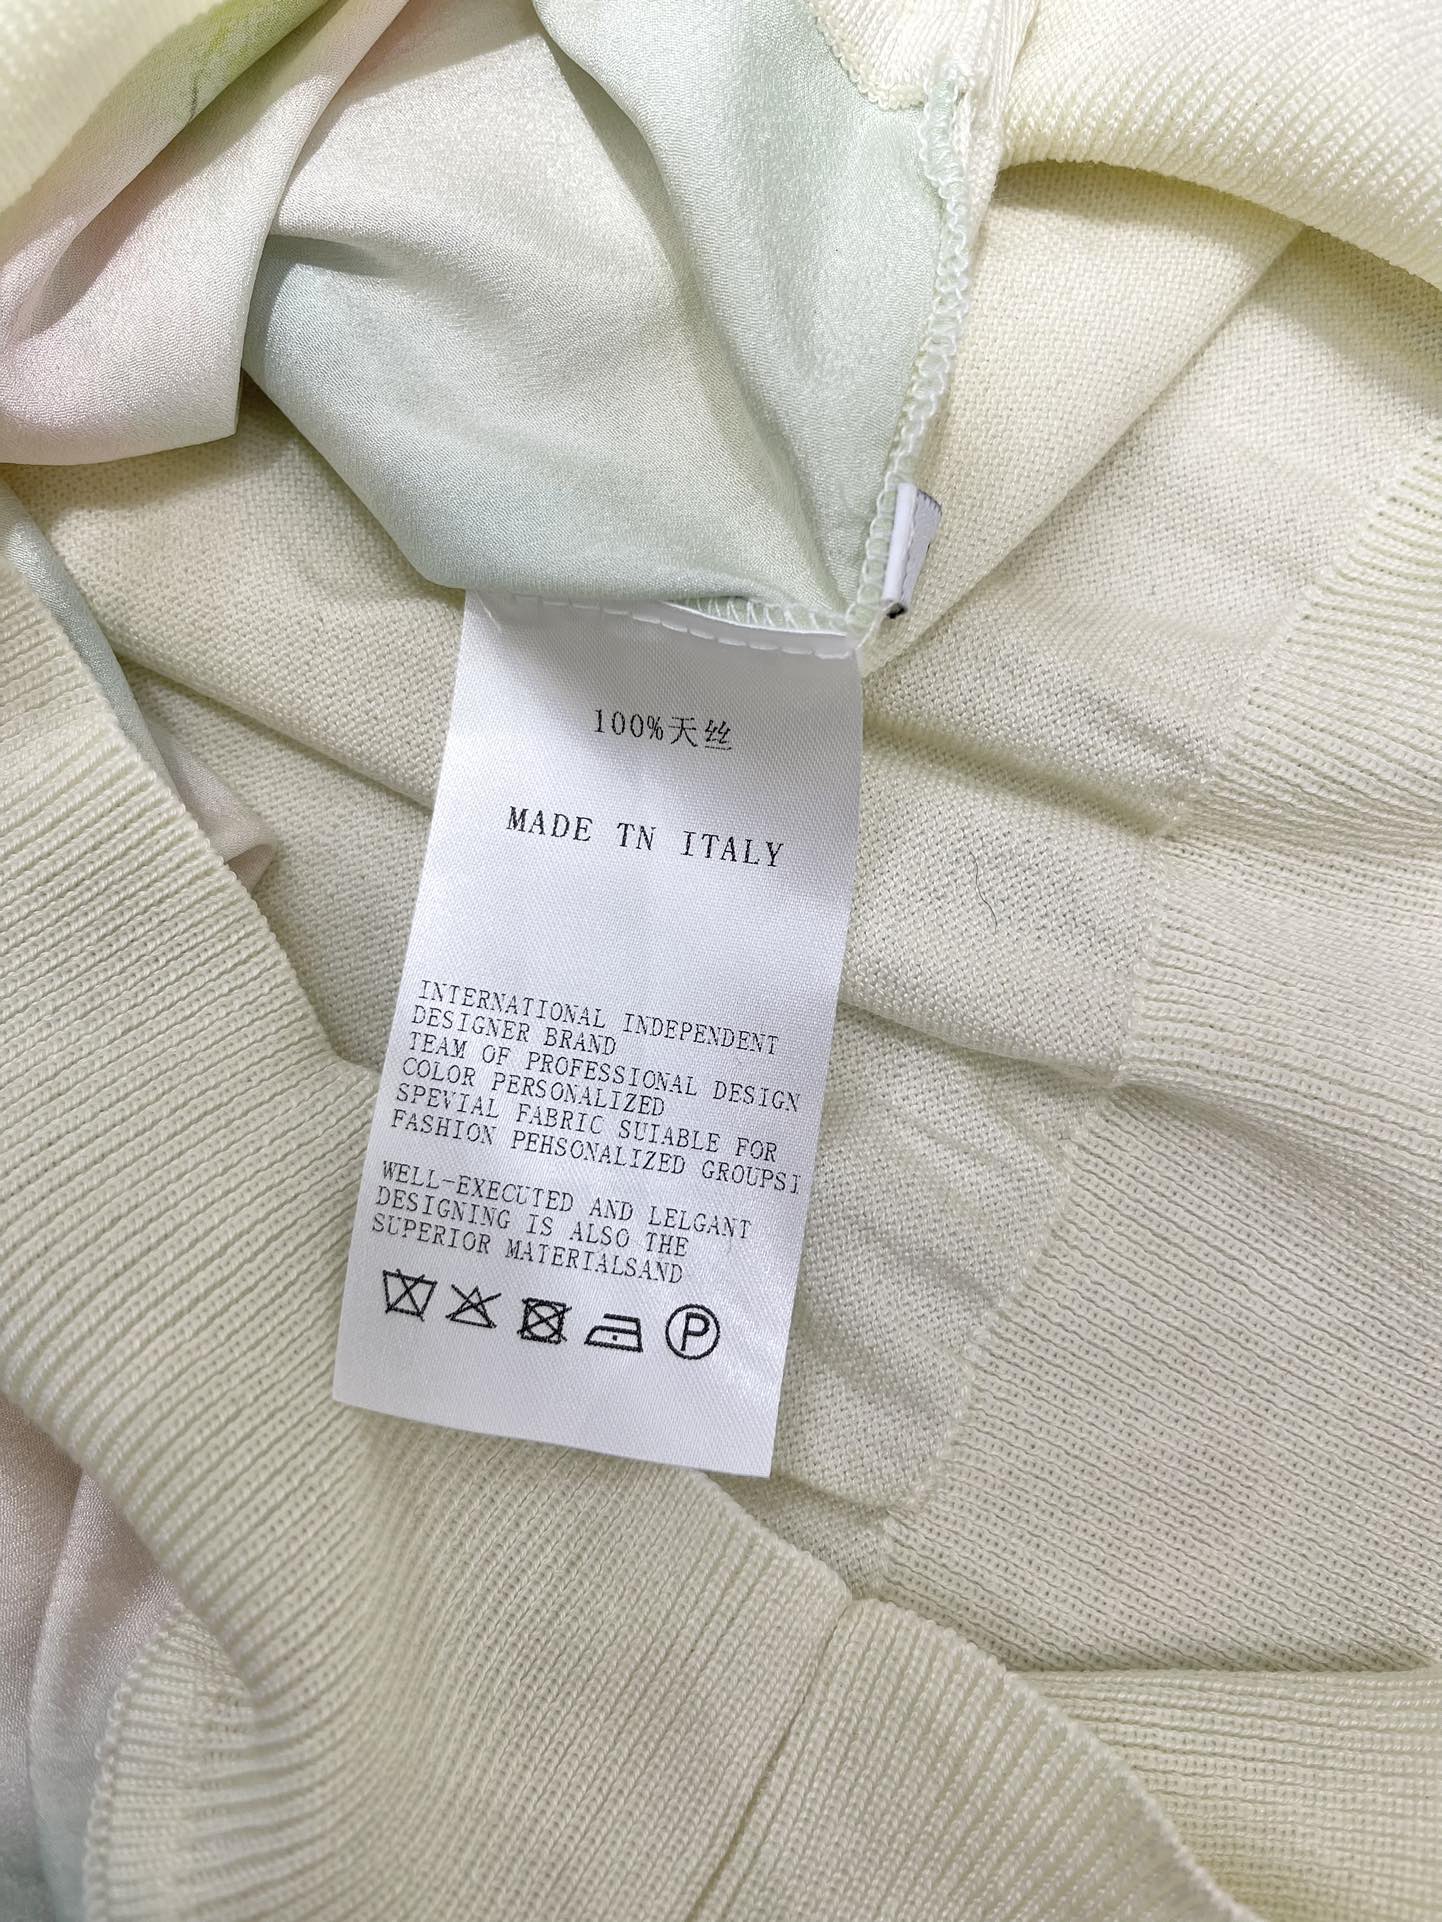 100%天丝
MADE TN ITALY
INTERNATIONAL INDEPENDENT
DESIGNER BRAND
TEAM OF PROFESSIONAL DESIGN
COLOR PERSONALIZED
SPEVIAL FABRIC SUIABLE FOR
FASHION PEHSONALIZED GROUPSI
WELL-EXECUTED AND LELGANT
DESIGNING IS ALSO THE
SUPERIOR MATERIALSAND
P